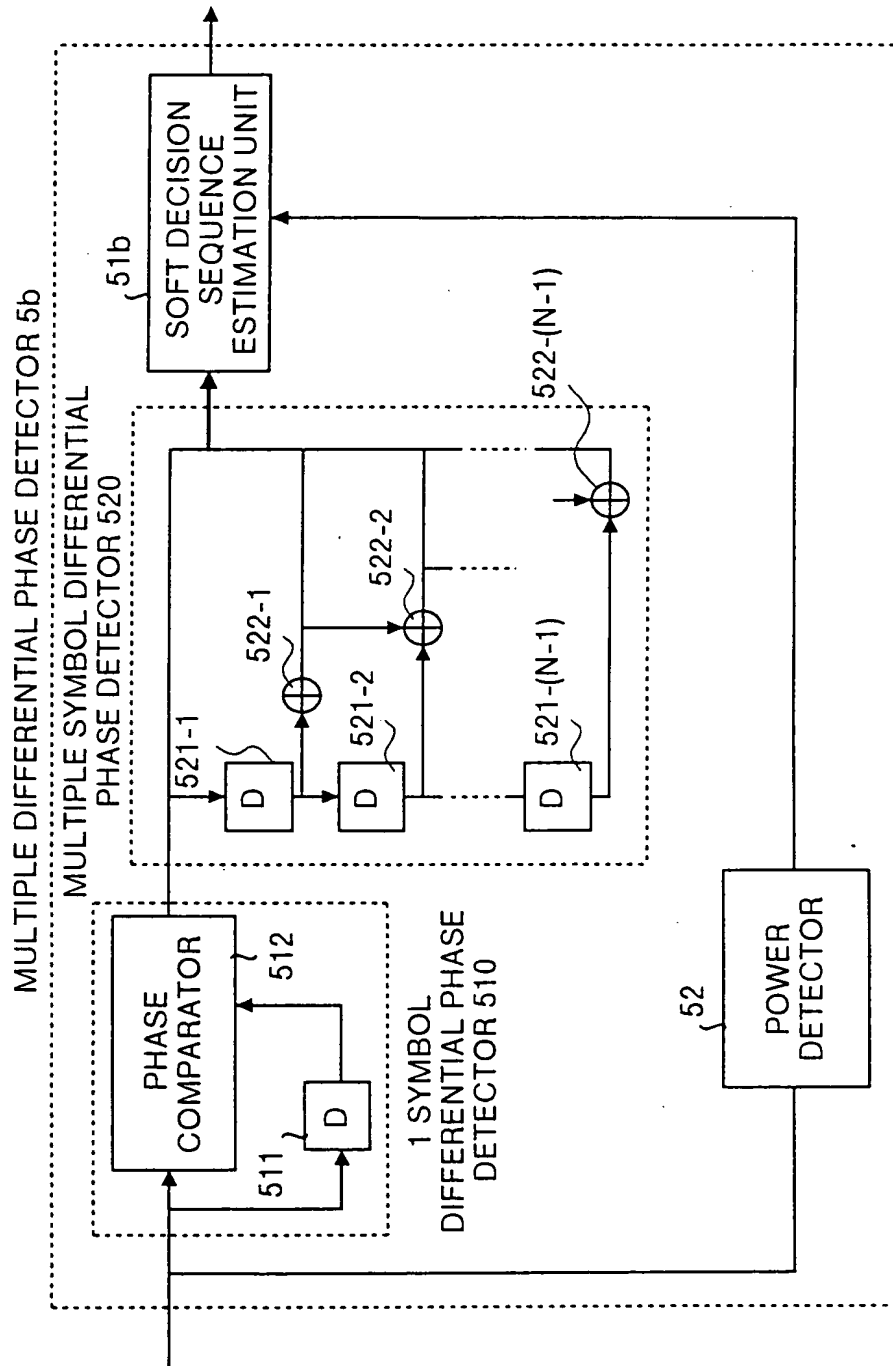 MULTIPLE DIFFERENTIAL PHASE DETECTOR 5b
MULTIPLE SYMBOL DIFFERENTIAL
PHASE DETECTOR 520
51b
SOFT DECISION
SEQUENCE
ESTIMATION UNIT
PHASE
COMPARATOR
512
511
D
1 SYMBOL
DIFFERENTIAL PHASE
DETECTOR 510
521-1
D
522-1
521-2
D
522-2
521-(N-1)
D
522-(N-1)
52
POWER
DETECTOR